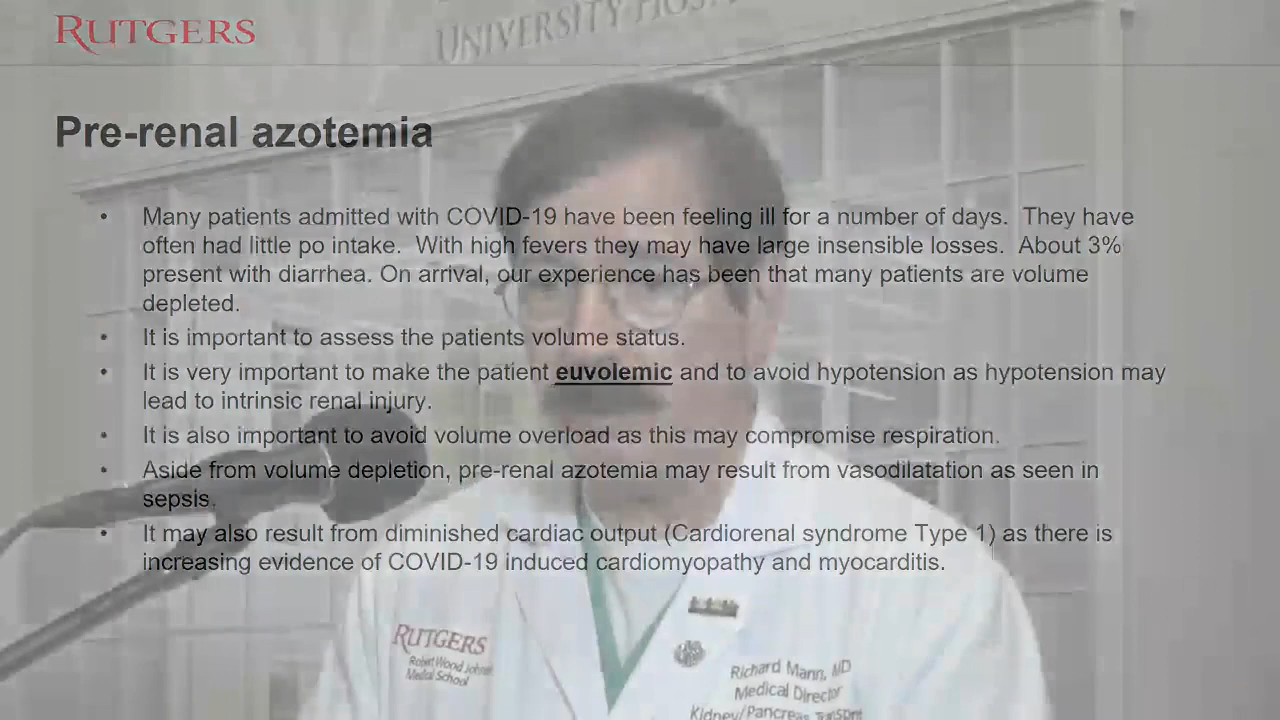 RUTGERS
UNIVERSITY
Pre-renal azotemia
• Many patients admitted with COVID-19 have been feeling ill for a number of days. They have
often had little po intake. With high fevers they may have large insensible losses. About 3%
present with diarrhea. On arrival, our experience has been that many patients are volume
depleted.
• It is important to assess the patients volume status.
• It is very important to make the patient euvolemic and to avoid hypotension as hypotension may
lead to intrinsic renal injury.
• It is also important to avoid volume overload as this may compromise respiration.
• Aside from volume depletion, pre-renal azotemia may result from vasodilatation as seen in
sepsis.
• It may also result from diminished cardiac output (Cardiorenal syndrome Type 1) as there is
increasing evidence of COVID-19 induced cardiomyopathy and myocarditis.
RUTGERS
Robert Wood Johnson
Medical School
Richard Mann, MD
Medical Director
Kidney/Pancreas